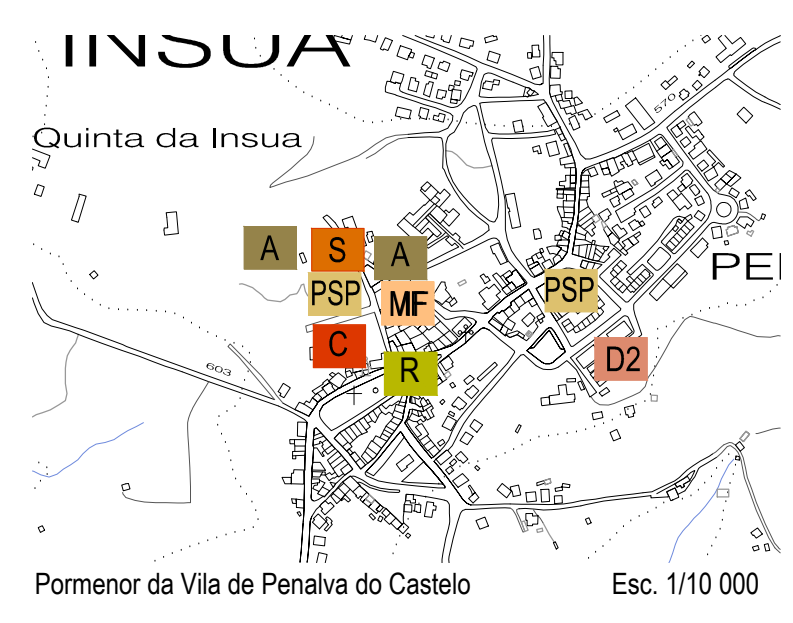 INSUA
Quinta da Insua
570
A
S
A
PEN
PSP
MF
PSP
C
R
D2
603
Pormenor da Vila de Penalva do Castelo
Esc. 1/10 000